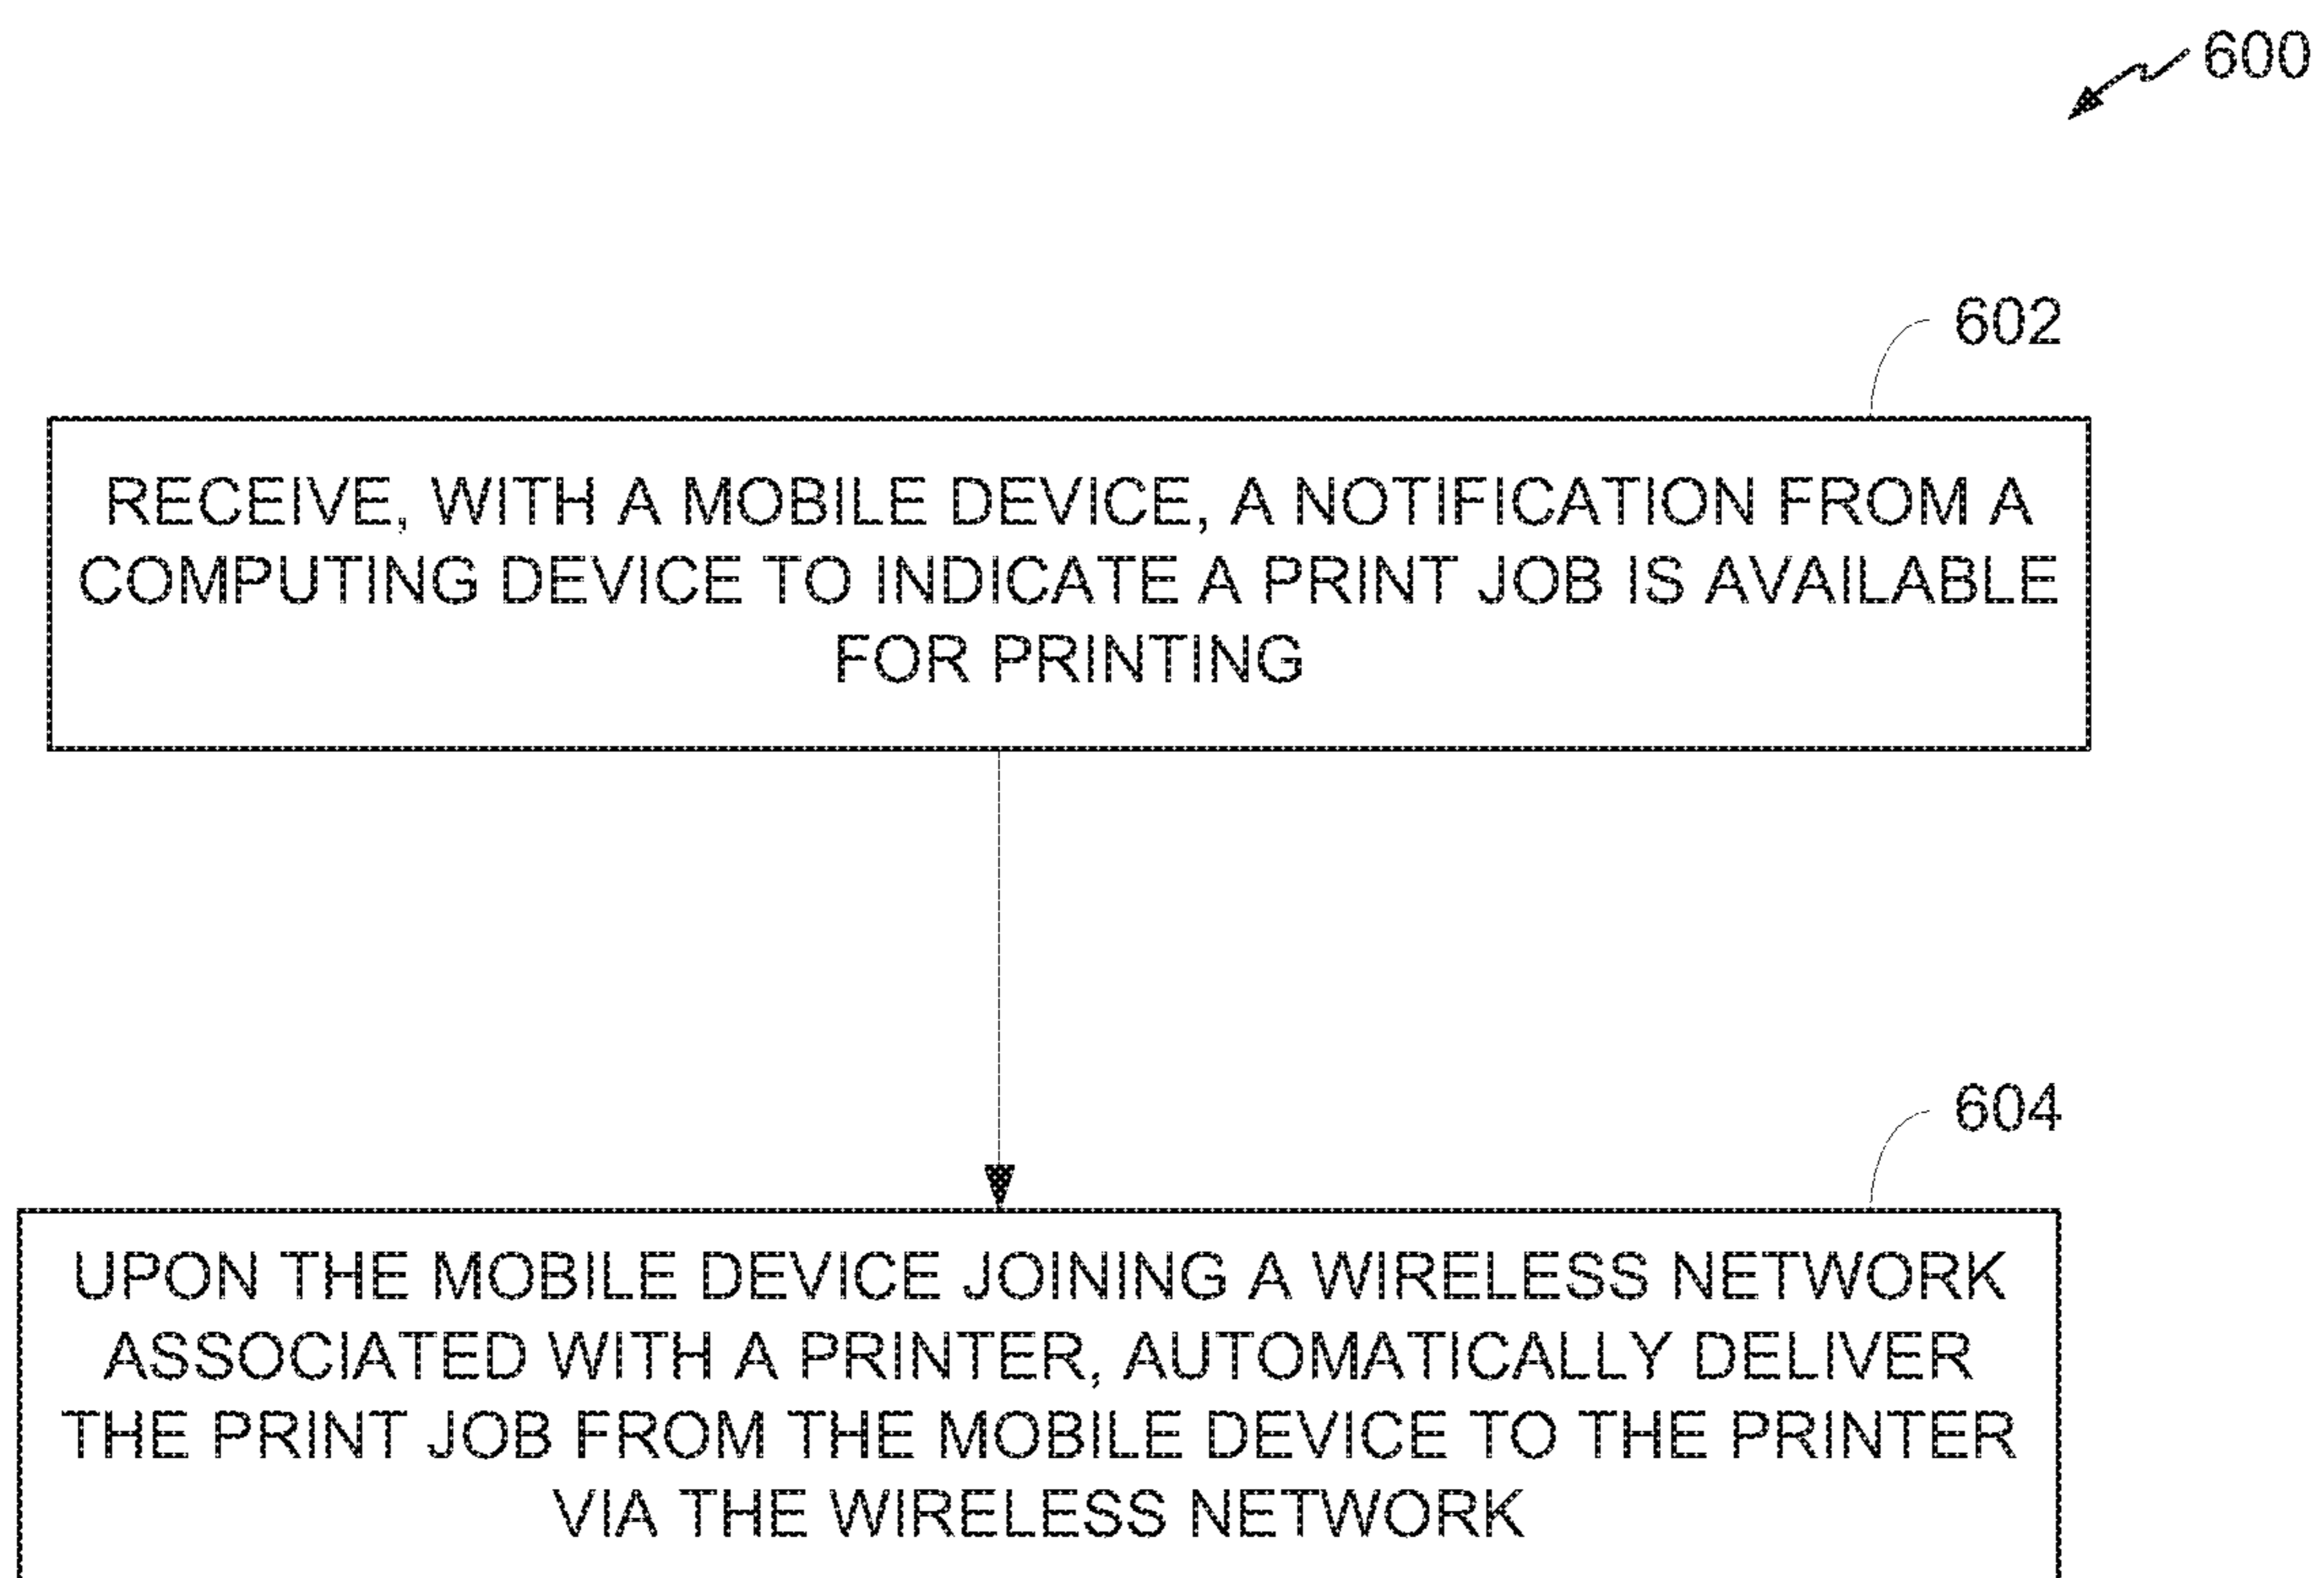 600
602
RECEIVE, WITH A MOBILE DEVICE, A NOTIFICATION FROM A
COMPUTING DEVICE TO INDICATE A PRINT JOB IS AVAILABLE
FOR PRINTING
604
UPON THE MOBILE DEVICE JOINING A WIRELESS NETWORK
ASSOCIATED WITH A PRINTER, AUTOMATICALLY DELIVER
THE PRINT JOB FROM THE MOBILE DEVICE TO THE PRINTER
VIA THE WIRELESS NETWORK